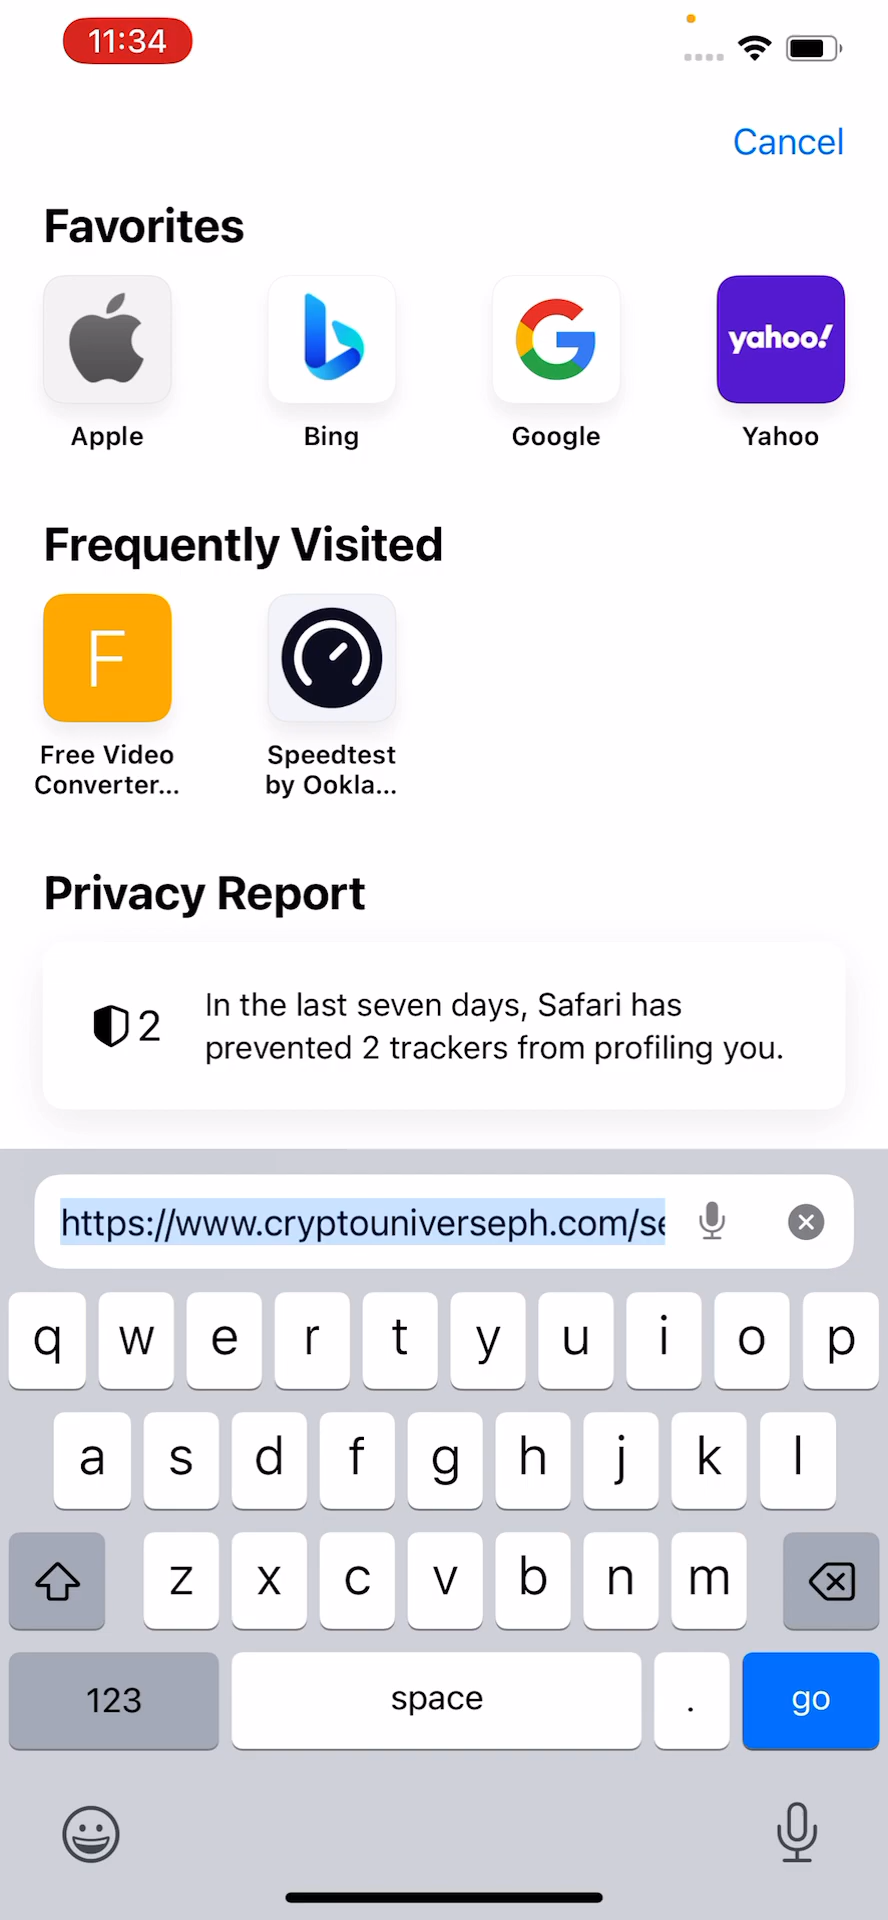 11:34
Cancel
Favorites
yahoo!
Apple
Bing
Google
Yahoo
Frequently Visited
F
Free Video
Converter...
Speedtest
by Ookla...
Privacy Report
2
In the last seven days, Safari has
prevented 2 trackers from profiling you.
https://www.cryptouniverseph.com/se
q w e r t y u i o p
a s d f g h j k l
z x c v b n m
123 space . go